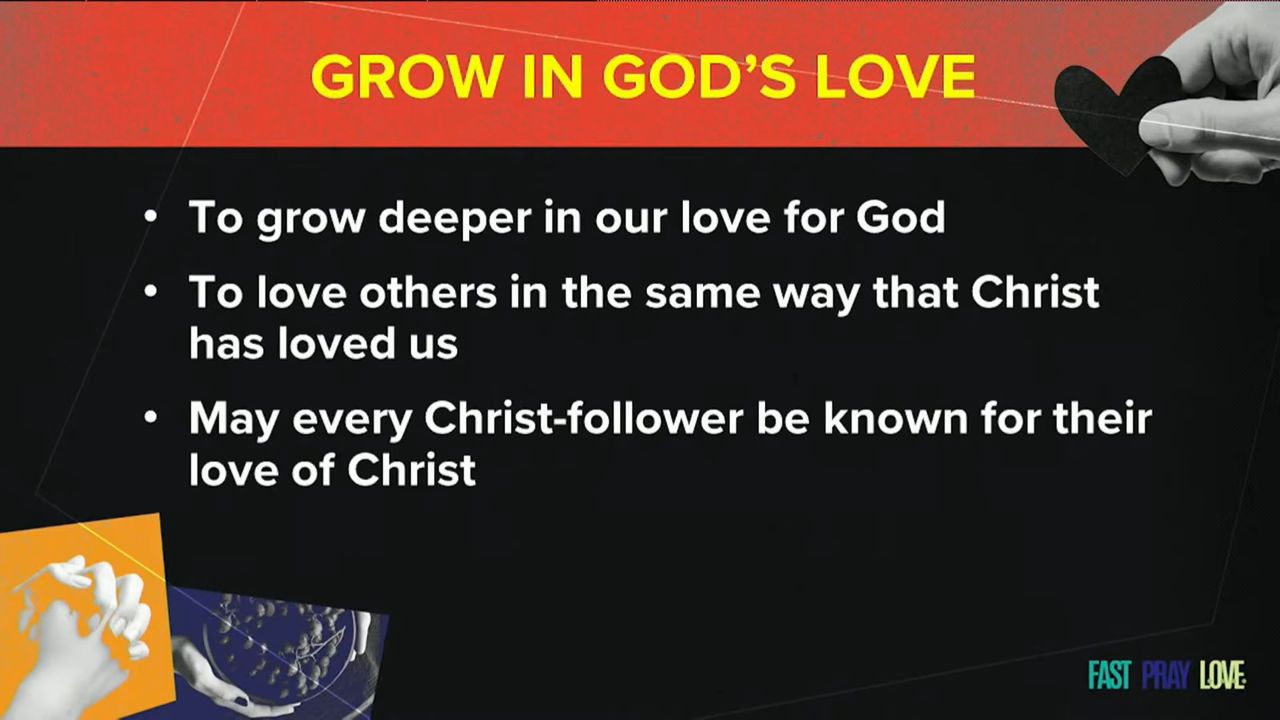 GROW IN GOD’S LOVE
• To grow deeper in our love for God
• To love others in the same way that Christ
has loved us
• May every Christ-follower be known for their
love of Christ
FAST PRAY LOVE